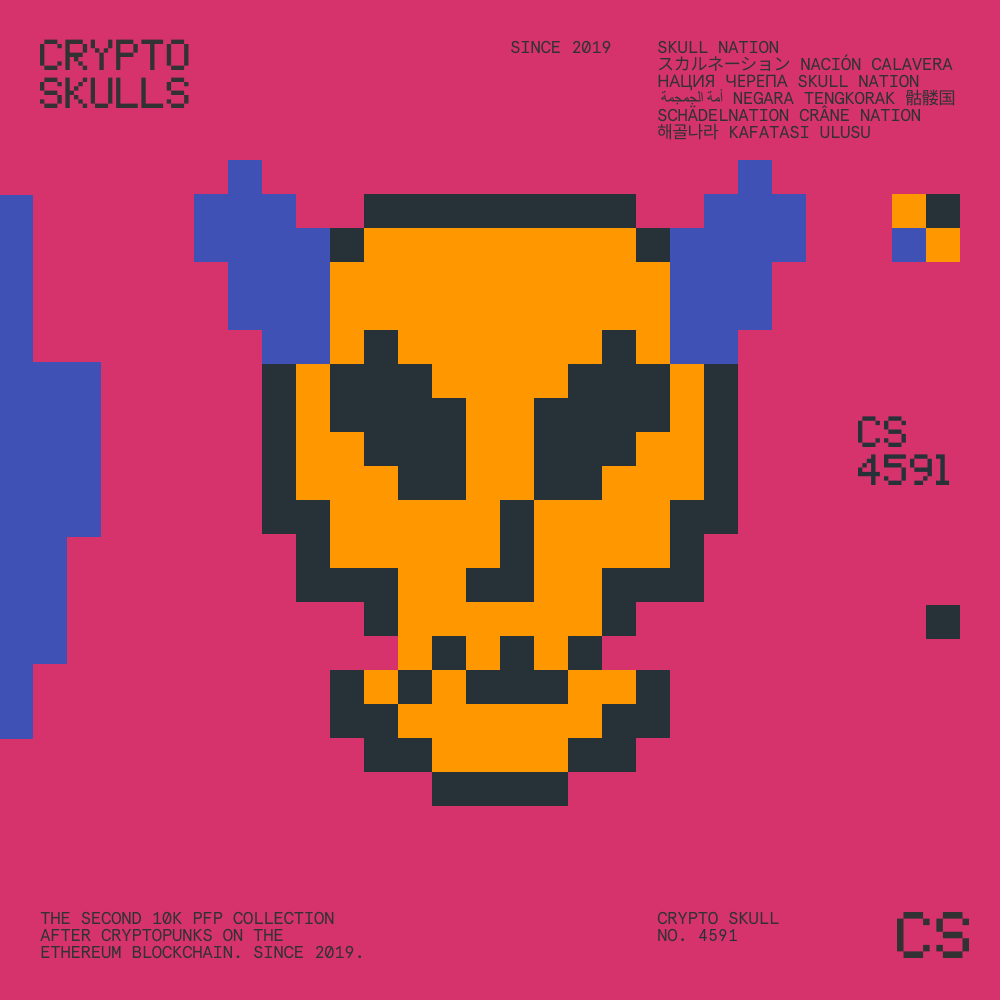 CRYPTO
SKULLS
SINCE 2019
SKULL NATION
スカルネーション NACIÓN CALAVERA
НАЦИЯ ЧЕРЕПА SKULL NATION
أمة الجمجمة NEGARA TENGKORAK 骷髅国
SCHÄDELNATION CRÂNE NATION
해골나라 KAFATASI ULUSU
CS
4591
THE SECOND 10K PFP COLLECTION
AFTER CRYPTOPUNKS ON THE
ETHEREUM BLOCKCHAIN. SINCE 2019.
CRYPTO SKULL
NO. 4591
CS